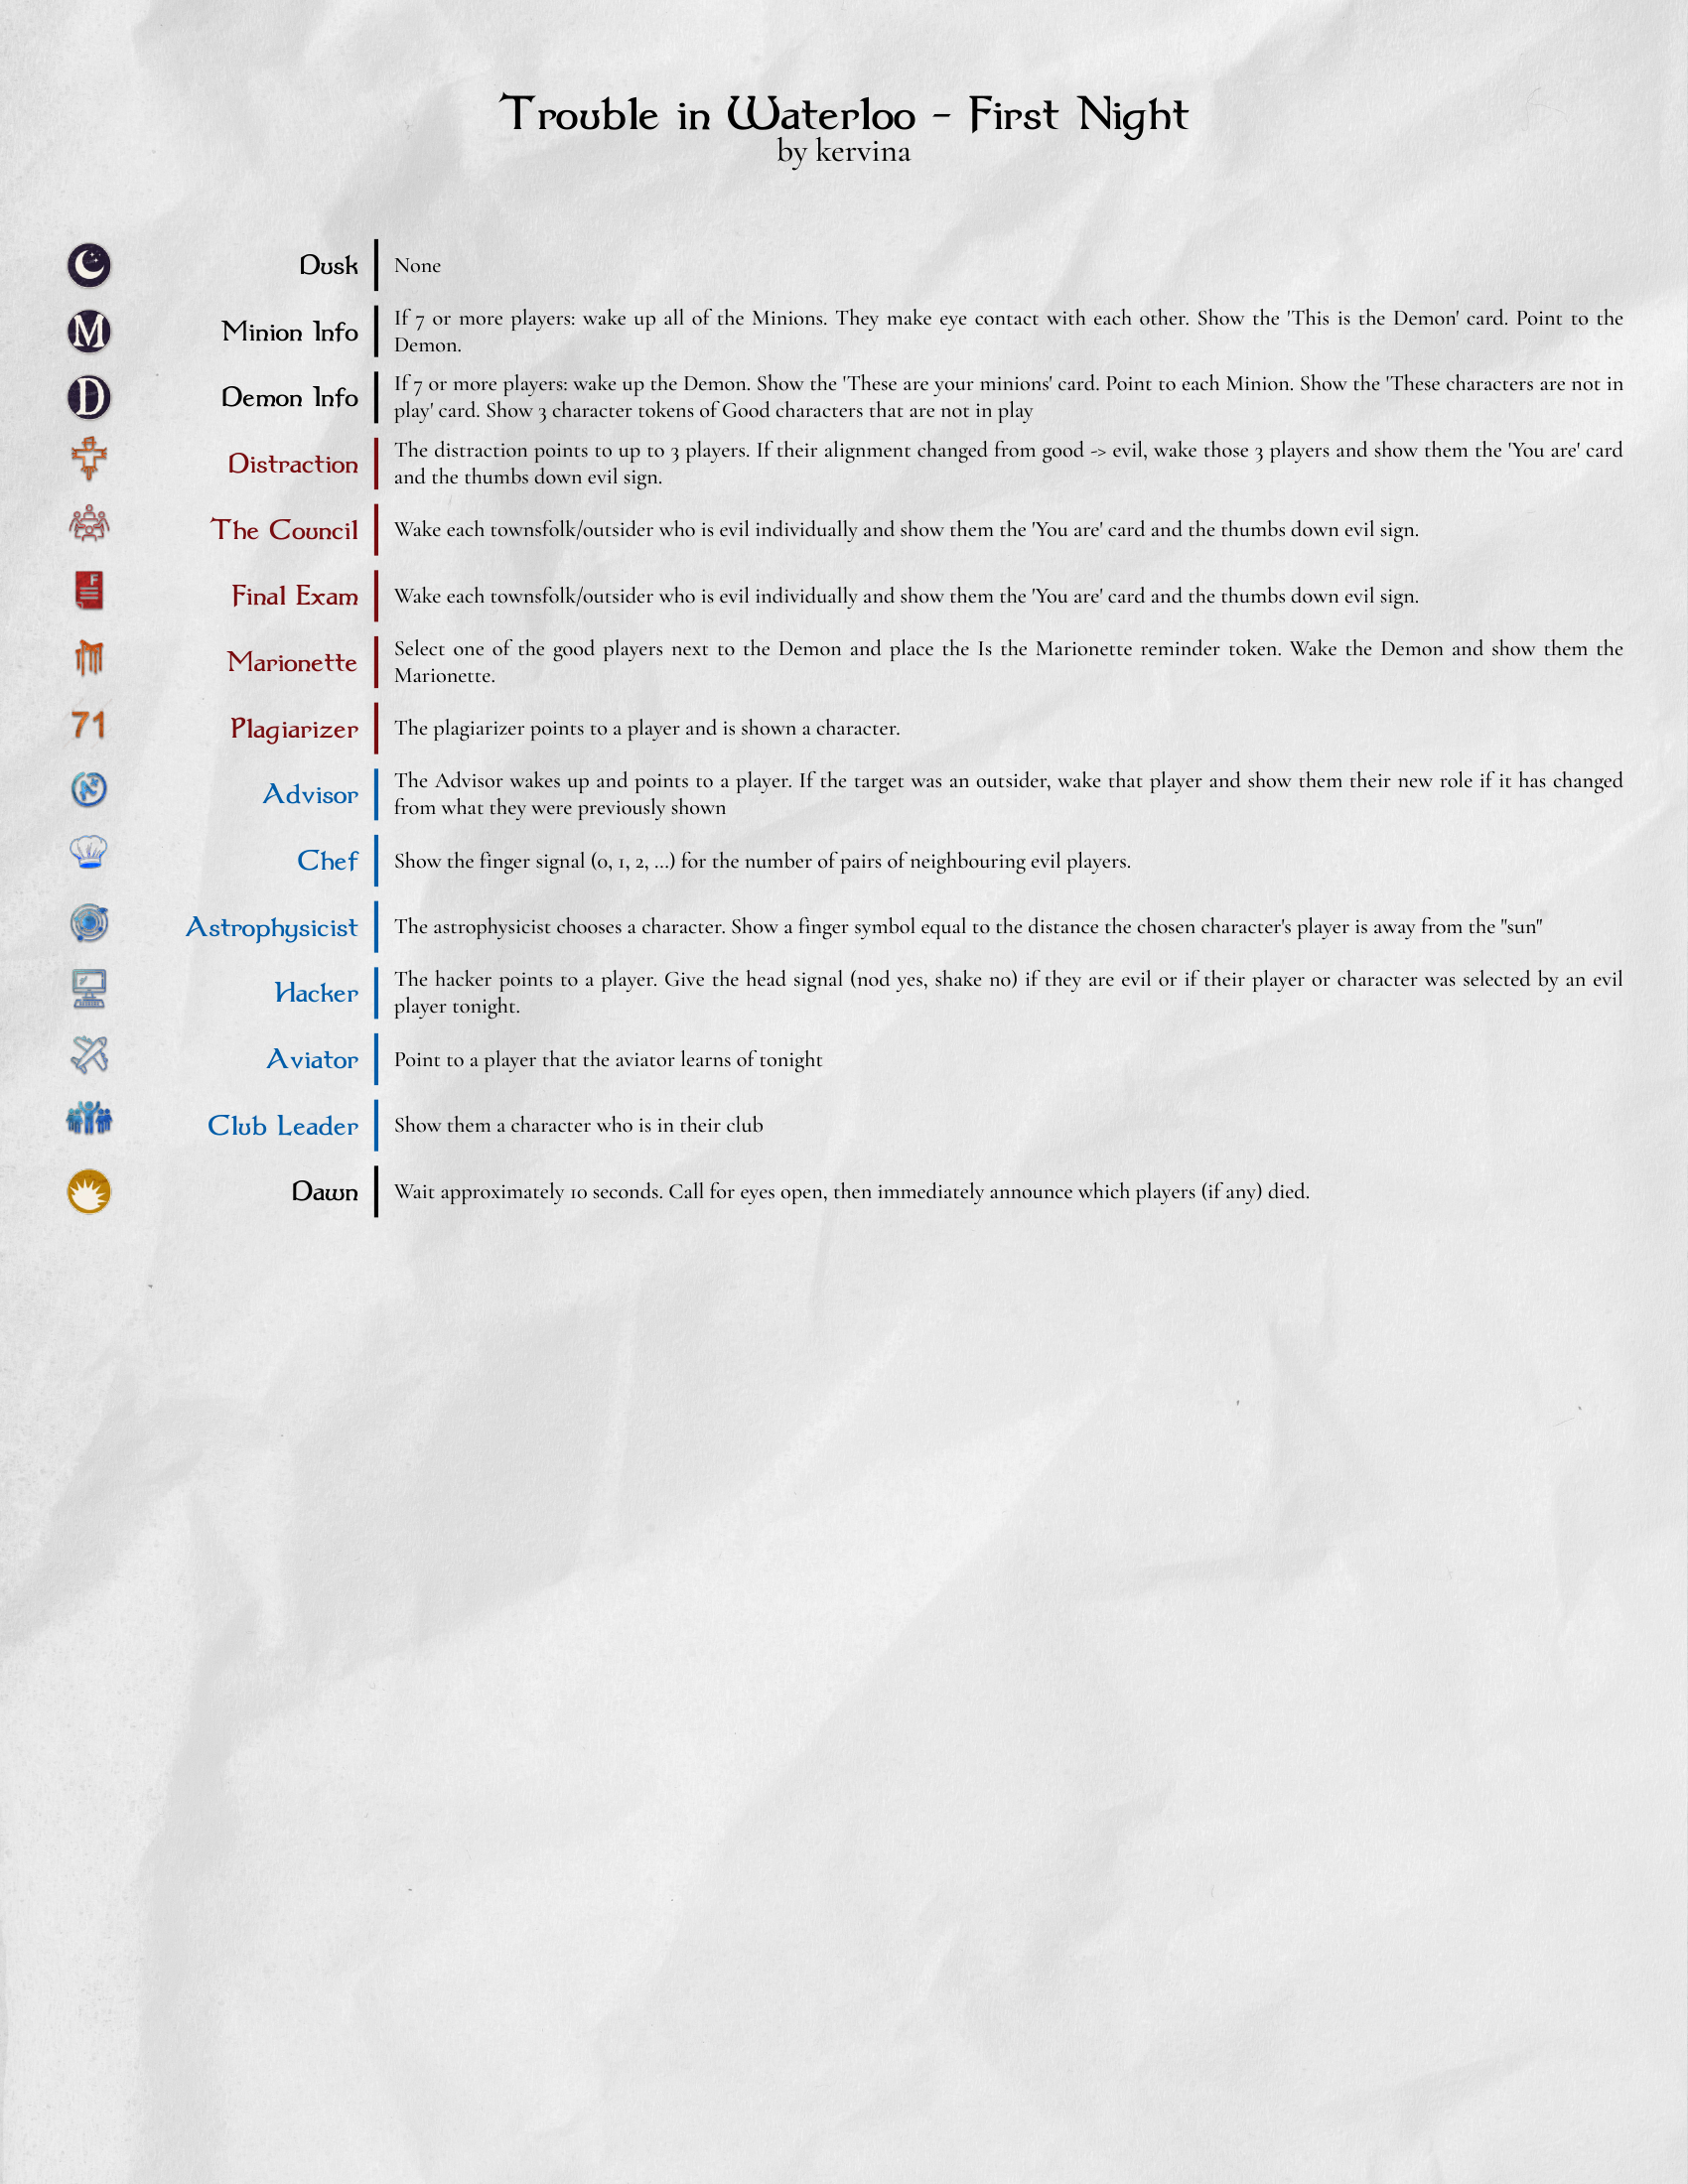 Trouble in Waterloo - First Night
by kervina
Dusk
None
M
Minion Info
If 7 or more players: wake up all of the Minions. They make eye contact with each other. Show the 'This is the Demon' card. Point to the
Demon.
D
Demon Info
If 7 or more players: wake up the Demon. Show the 'These are your minions' card. Point to each Minion. Show the 'These characters are not in
play' card. Show 3 character tokens of Good characters that are not in play
Distraction
The distraction points to up to 3 players. If their alignment changed from good -> evil, wake those 3 players and show them the 'You are' card
and the thumbs down evil sign.
The Council
Wake each townsfolk/outsider who is evil individually and show them the 'You are' card and the thumbs down evil sign.
F
Final Exam
Wake each townsfolk/outsider who is evil individually and show them the 'You are' card and the thumbs down evil sign.
Marionette
Select one of the good players next to the Demon and place the Is the Marionette reminder token. Wake the Demon and show them the
Marionette.
71
Plagiarizer
The plagiarizer points to a player and is shown a character.
Advisor
The Advisor wakes up and points to a player. If the target was an outsider, wake that player and show them their new role if it has changed
from what they were previously shown
Chef
Show the finger signal (0, 1, 2, ...) for the number of pairs of neighbouring evil players.
Astrophysicist
The astrophysicist chooses a character. Show a finger symbol equal to the distance the chosen character's player is away from the "sun"
Hacker
The hacker points to a player. Give the head signal (nod yes, shake no) if they are evil or if their player or character was selected by an evil
player tonight.
Aviator
Point to a player that the aviator learns of tonight
Club Leader
Show them a character who is in their club
Dawn
Wait approximately 10 seconds. Call for eyes open, then immediately announce which players (if any) died.